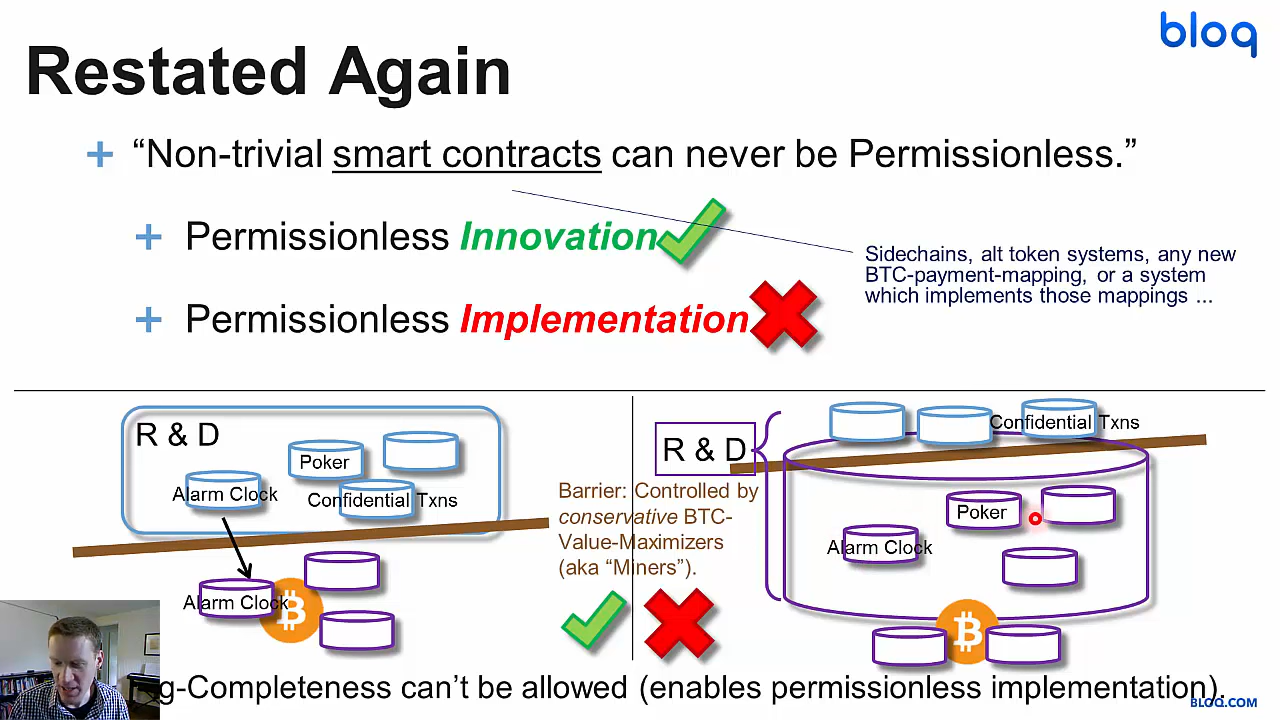 bloq
Restated Again
“Non-trivial smart contracts can never be Permissionless.”
Permissionless Innovation
Sidechains, alt token systems, any new
BTC-payment-mapping, or a system
which implements those mappings ...
Permissionless Implementation
R & D
Poker
Alarm Clock
Confidential Txns
Alarm Clock
Barrier: Controlled by
conservative BTC-
Value-Maximizers
(aka “Miners”).
R & D
Confidential Txns
Poker
Alarm Clock
g-Completeness can’t be allowed (enables permissionless implementation).
BLOQ.COM